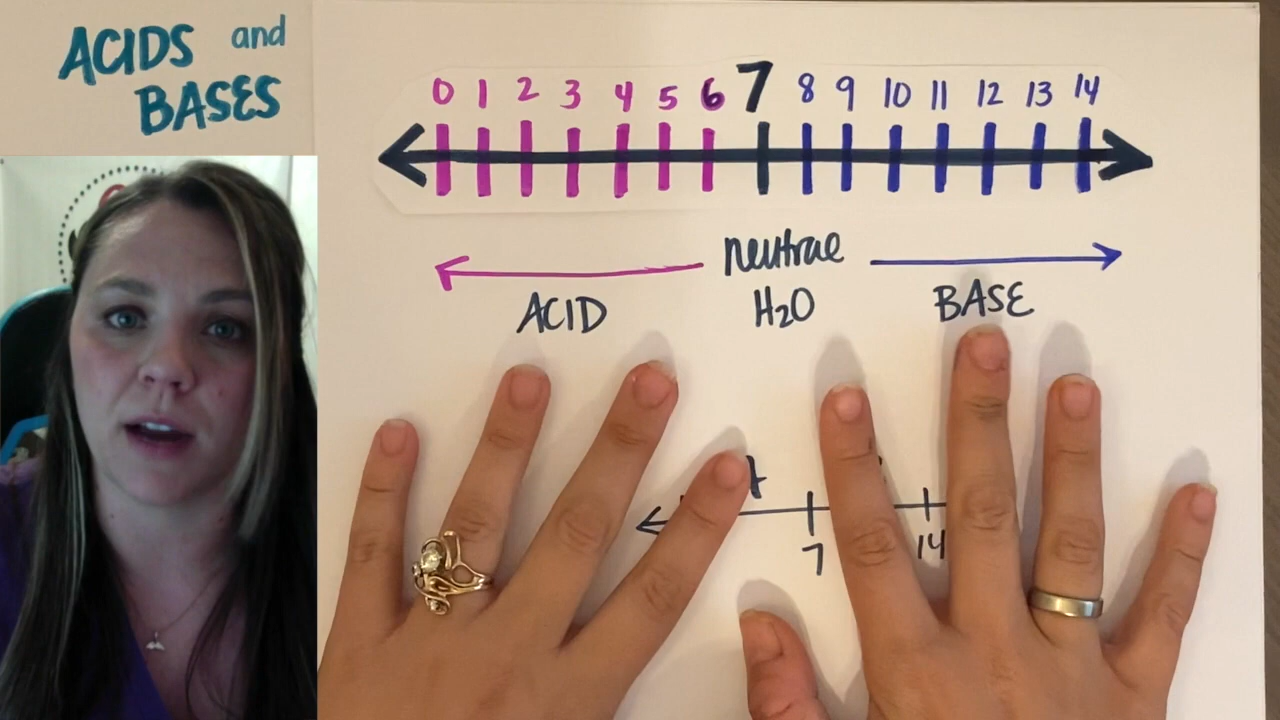 ACIDS and
BASES
0 1 2 3 4 5 6 7 8 9 10 11 12 13 14
neutral
ACID H₂O BASE
7 14